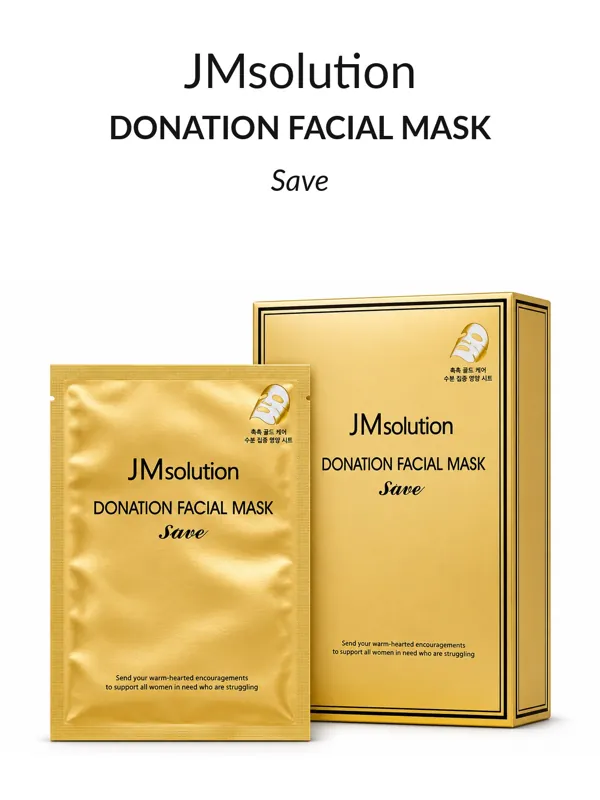 JMsolution
DONATION FACIAL MASK
Save
촉촉 골드 케어
수분 집중 영양 시트
JMsolution
DONATION FACIAL MASK
Save
Send your warm-hearted encouragements
to support all women in need who are struggling
촉촉 골드 케어
수분 집중 영양 시트
JMsolution
DONATION FACIAL MASK
Save
Send your warm-hearted encouragements
to support all women in need who are struggling